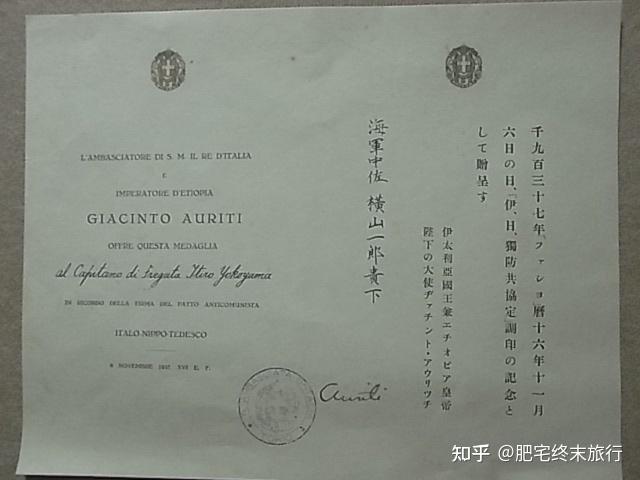 L'AMBASCIATORE DI S. M. IL RE D'ITALIA
E
IMPERATORE D'ETIOPIA
GIACINTO AURITI
OFFRE QUESTA MEDAGLIA
al Capitano di Fregata Itiro Yokoyama
IN RICORDO DELLA FIRMA DEL PATTO ANTICOMUNISTA
ITALO-NIPPO-TEDESCO
6 NOVEMBRE 1937 XVI E. F.
千九百三十七年、ファショ暦十六年十一月
六日の日、「伊、日、獨防共協定調印の記念と
して贈呈す
伊太利亞國王兼エチオピア皇帝
陛下の大使ヂャチント・アウリッチ
海軍中佐 横山一郎貴下
Auriti
知乎 @肥宅终末旅行